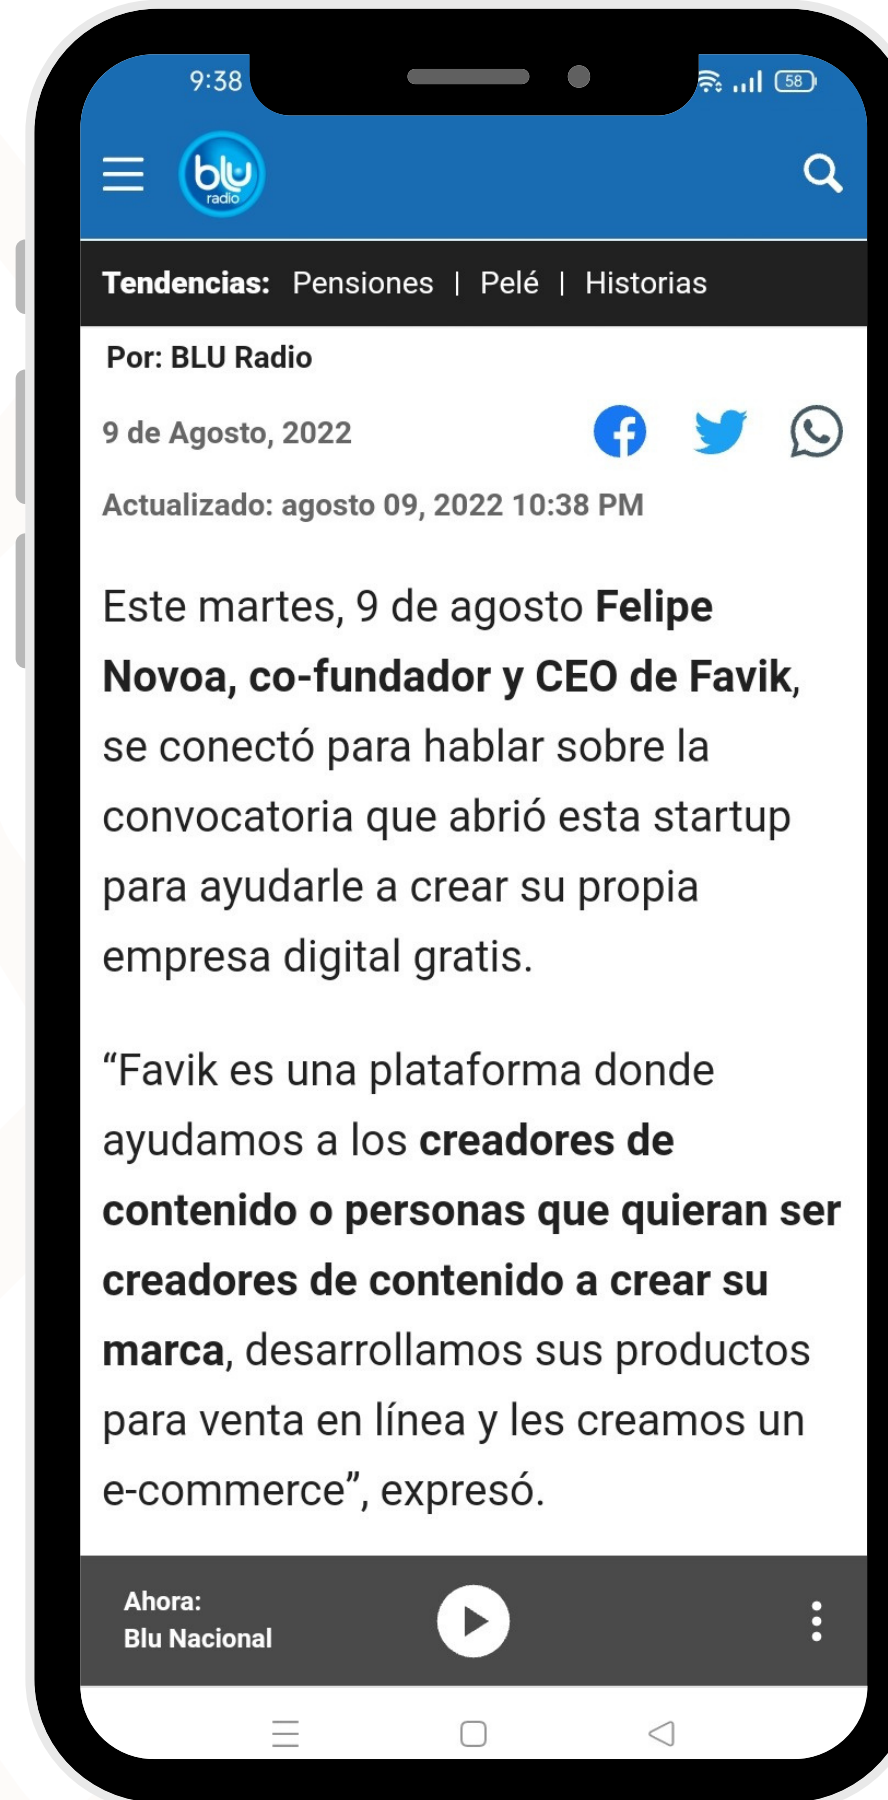 9:38
58
blu
radio
Tendencias: Pensiones | Pelé | Historias
Por: BLU Radio
9 de Agosto, 2022
Actualizado: agosto 09, 2022 10:38 PM
Este martes, 9 de agosto Felipe
Novoa, co-fundador y CEO de Favik,
se conectó para hablar sobre la
convocatoria que abrió esta startup
para ayudarle a crear su propia
empresa digital gratis.
“Favik es una plataforma donde
ayudamos a los creadores de
contenido o personas que quieran ser
creadores de contenido a crear su
marca, desarrollamos sus productos
para venta en línea y les creamos un
e-commerce”, expresó.
Ahora:
Blu Nacional